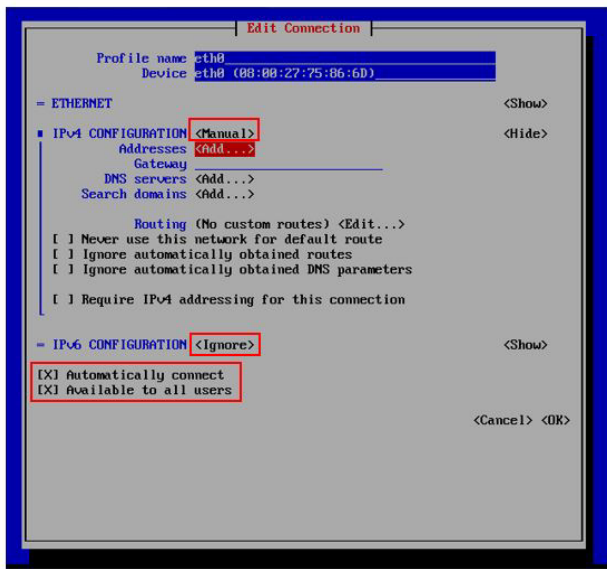 Edit Connection
Profile name eth0
Device eth0 (08:00:27:75:86:6D)
= ETHERNET <Show>
IPv4 CONFIGURATION <Manual> <Hide>
Addresses <Add...>
Gateway
DNS servers <Add...>
Search domains <Add...>
Routing (No custom routes) <Edit...>
[ ] Never use this network for default route
[ ] Ignore automatically obtained routes
[ ] Ignore automatically obtained DNS parameters
[ ] Require IPv4 addressing for this connection
= IPv6 CONFIGURATION <Ignore> <Show>
[X] Automatically connect
[X] Available to all users
<Cancel> <OK>